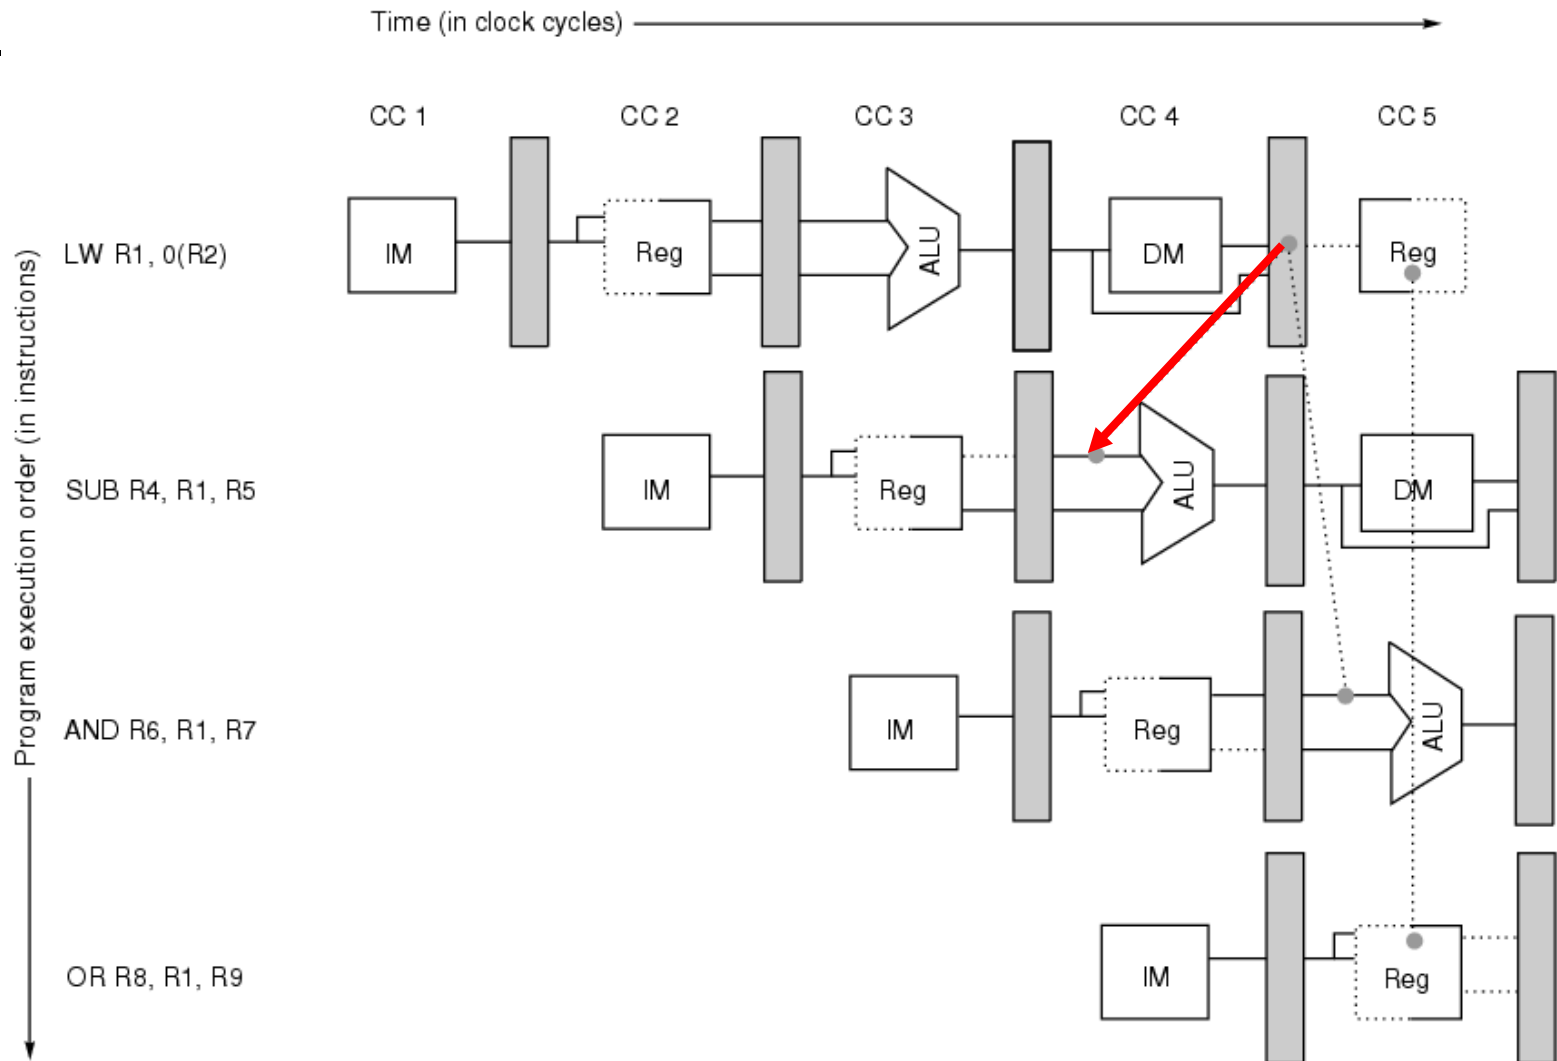 Time (in clock cycles)
CC 1 CC 2 CC 3 CC 4 CC 5
Program execution order (in instructions)
LW R1, 0(R2) IM Reg ALU DM Reg
SUB R4, R1, R5 IM Reg ALU DM
AND R6, R1, R7 IM Reg ALU
OR R8, R1, R9 IM Reg